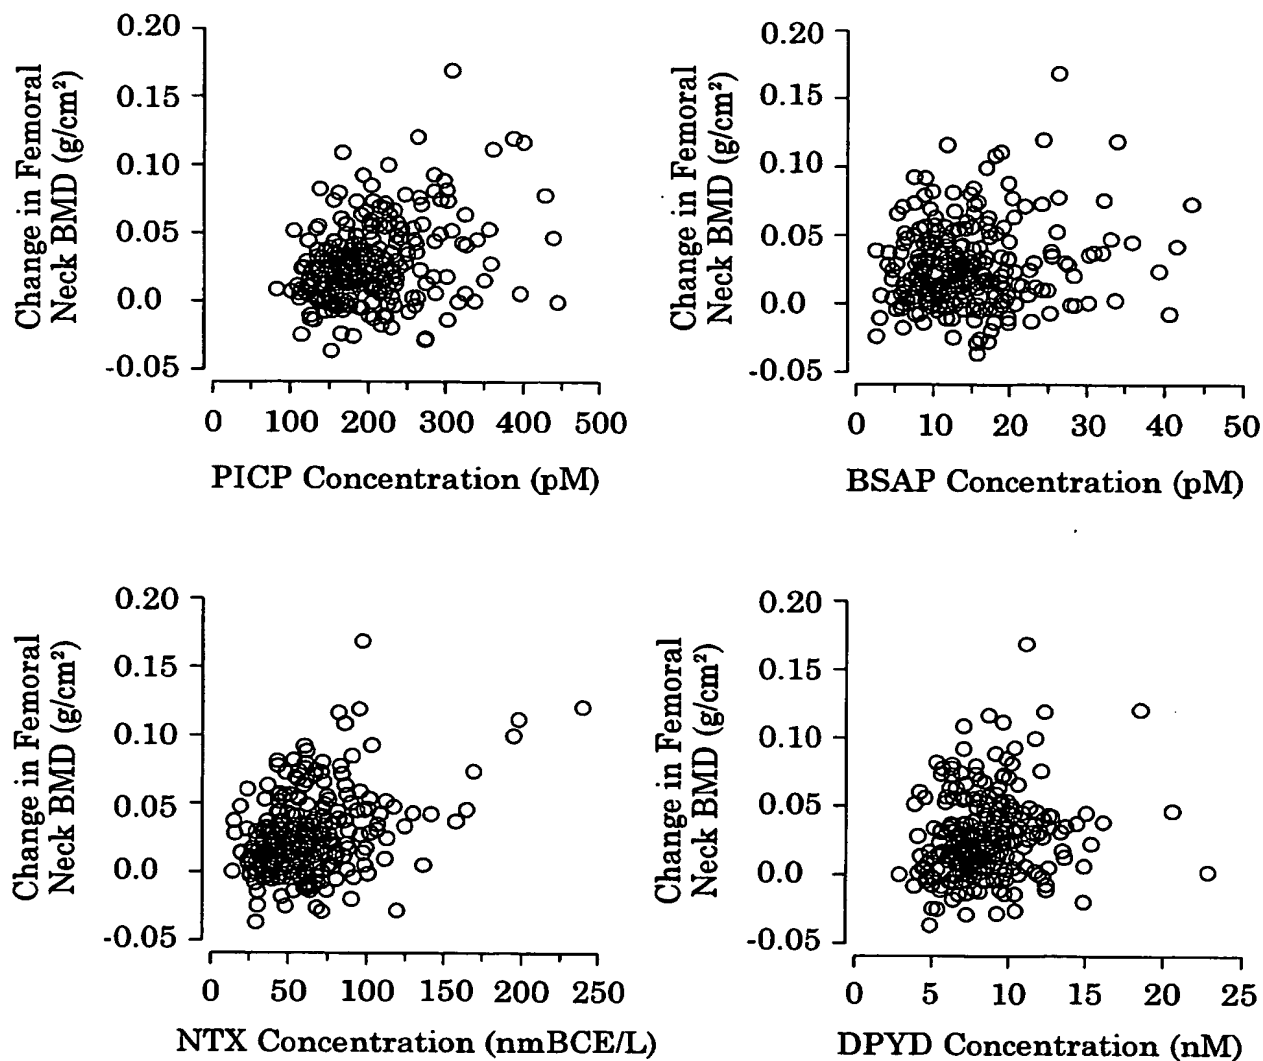 Change in Femoral
Neck BMD (g/cm²)
0.20
0.15
0.10
0.05
0.0
-0.05
0 100 200 300 400 500
PICP Concentration (pM)
Change in Femoral
Neck BMD (g/cm²)
0.20
0.15
0.10
0.05
0.0
-0.05
0 10 20 30 40 50
BSAP Concentration (pM)
Change in Femoral
Neck BMD (g/cm²)
0.20
0.15
0.10
0.05
0.0
-0.05
0 50 100 150 200 250
NTX Concentration (nmBCE/L)
Change in Femoral
Neck BMD (g/cm²)
0.20
0.15
0.10
0.05
0.0
-0.05
0 5 10 15 20 25
DPYD Concentration (nM)